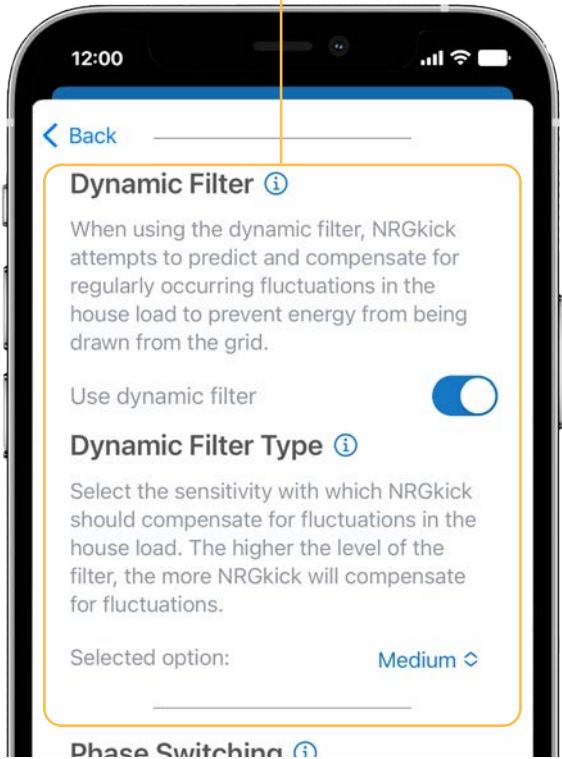 12:00
Back
Dynamic Filter
When using the dynamic filter, NRGkick
attempts to predict and compensate for
regularly occurring fluctuations in the
house load to prevent energy from being
drawn from the grid.
Use dynamic filter
Dynamic Filter Type
Select the sensitivity with which NRGkick
should compensate for fluctuations in the
house load. The higher the level of the
filter, the more NRGkick will compensate
for fluctuations.
Selected option: Medium
Phase Switching